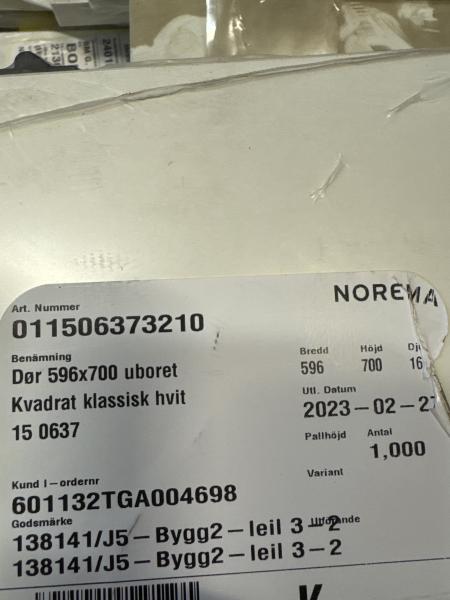 NOREMA
Art. Nummer
011506373210
Benämning
Dør 596x700 uboret
Kvadrat klassisk hvit
15 0637
Bredd Höjd
596 700 16
Utl. Datum
2023-02-27
Pallhöjd Antal
1,000
Variant
Kund I-ordernr
601132TGA004698
Godsmärke
138141/J5-Bygg2-leil 3-2
138141/J5-Bygg2-leil 3-2